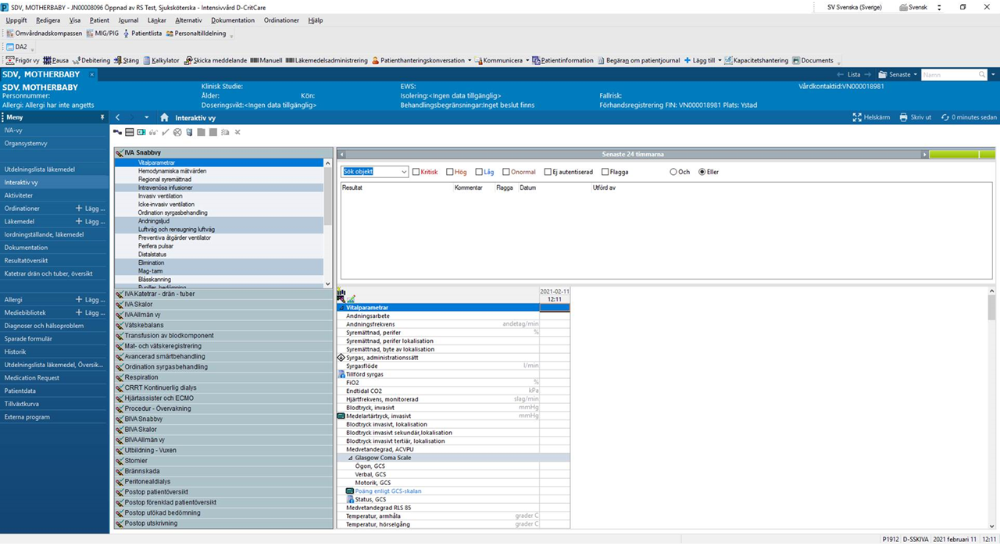 SDV, MOTHERBABY - JN00008096 Öppnad av RS Test, Sjuksköterska - Intensivvård D-CritCare
SV Svenska (Sverige) Svensk
Uppgift Redigera Visa Patient Journal Länkar Alternativ Dokumentation Ordinationer Hjälp
Omvårdnadskompassen MIG/PIG Patientlista Personaltilldelning
DA2
Frigör vy Pausa Debitering Stäng Kalkylator Skicka meddelande Manuell Läkemedelsadministrering Patienthanteringskonversation Kommunicera Patientinformation Begäran om patientjournal Lägg till Kapacitetshantering Documents
SDV, MOTHERBABY Lista Senaste Namn
SDV, MOTHERBABY Klinisk Studie: EWS: Vårdkontaktid:VN000018981
Personnummer: Ålder: Kön: Isolering:<Ingen data tillgänglig> Fallrisk:
Allergi: Allergi har inte angetts Doseringsvikt:<Ingen data tillgänglig> Behandlingsbegränsningar:Inget beslut finns Förhandsregistrering FIN: VN000018981 Plats: Ystad
Meny Interaktiv vy Helskärm Skriv ut 0 minutes sedan
IVA-vy
Organsystemvy
Utdelningslista läkemedel
Interaktiv vy
Aktiviteter
Ordinationer Lägg ...
Läkemedel Lägg ...
Iordningställande, läkemedel
Dokumentation
Resultatöversikt
Katetrar drän och tuber, översikt
Allergi Lägg ...
Mediebibliotek Lägg ...
Diagnoser och hälsoproblem
Sparade formulär
Historik
Utdelningslista läkemedel, Översik...
Medication Request
Patientdata
Tillväxtkurva
Externa program
IVA Snabbvy
Vitalparametrar
Hemodynamiska mätvärden
Regional syremättnad
Intravenösa infusioner
Invasiv ventilation
Icke-invasiv ventilation
Ordination syrgasbehandling
Andningsljud
Luftväg och rensugning luftväg
Preventiva åtgärder ventilator
Perfera pulsar
Distalstatus
Elimination
Mag-tarm
Blåsskanning
Pupiller, bedömning
IVA Katetrar - drän - tuber
IVA Skalor
IVA Allmän vy
Vätskebalans
Transfusion av blodkomponent
Mat- och vätskeregistrering
Avancerad smärtbehandling
Ordination syrgasbehandling
Respiration
CRRT Kontinuerlig dialys
Hjärtassister och ECMO
Procedur - Övervakning
BIVA Snabbvy
BIVA Skalor
BIVA Allmän vy
Utbildning - Vuxen
Stomier
Brännskada
Peritonealdialys
Postop patientöversikt
Postop förenklad patientöversikt
Postop utökad bedömning
Postop utskrivning
Senaste 24 timmarna
Sök objekt Kritisk Hög Låg Onormal Ej autentiserad Flagga Och Eller
Resultat Kommentar Flagga Datum Utförd av
2021-02-11
12:11
Vitalparametrar
Andningsarbete
Andningsfrekvens andetag/min
Syremättnad, perifer %
Syremättnad, perifer lokalisation
Syremättnad, byte av lokalisation
Syrgas, administrationssätt
Syrgasflöde l/min
Tillförd syrgas
FiO2 %
Endtidal CO2 kPa
Hjärtfrekvens, monitorerad slag/min
Blodtryck, invasivt mmHg
Medelartärtryck, invasivt mmHg
Blodtryck invasivt, lokalisation
Blodtryck invasivt sekundär,lokalisation
Blodtryck invasivt tertiär, lokalisation
Medvetandegrad, ACVPU
Glasgow Coma Scale
Ögon, GCS
Verbal, GCS
Motorik, GCS
Poäng enligt GCS-skalan
Status, GCS
Medvetandegrad RLS 85
Temperatur, armhåla grader C
Temperatur, hörselgång grader C
P1912 D-SSKIVA 2021 februari 11 12:11